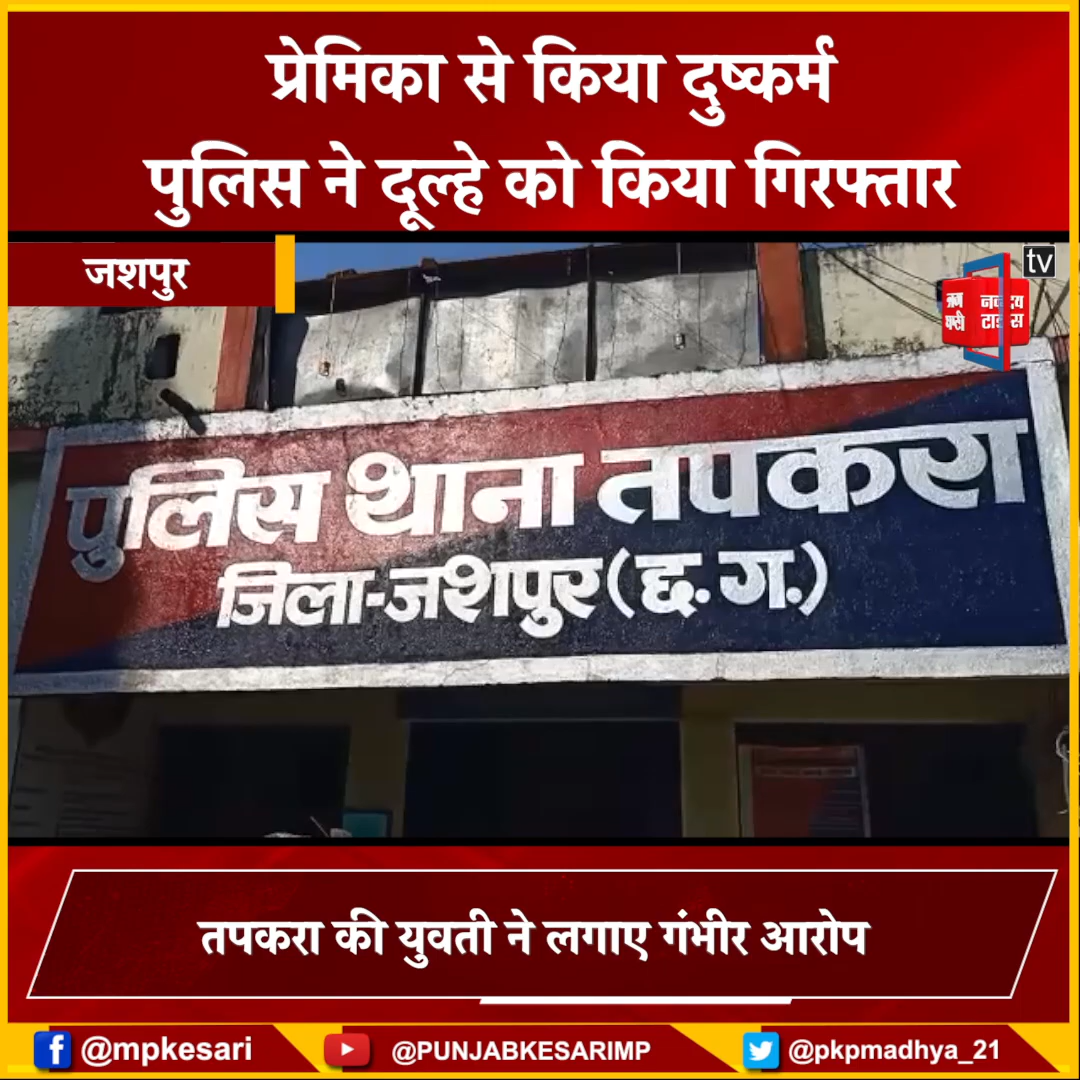 प्रेमिका से किया दुष्कर्म
पुलिस ने दूल्हे को किया गिरफ्तार
जशपुर
tv
पुलिस थाना तपकरा
जिला-जशपुर (छ.ग.)
तपकरा की युवती ने लगाए गंभीर आरोप
@mpkesari
@PUNJABKESARIMP
@pkpmadhya_21